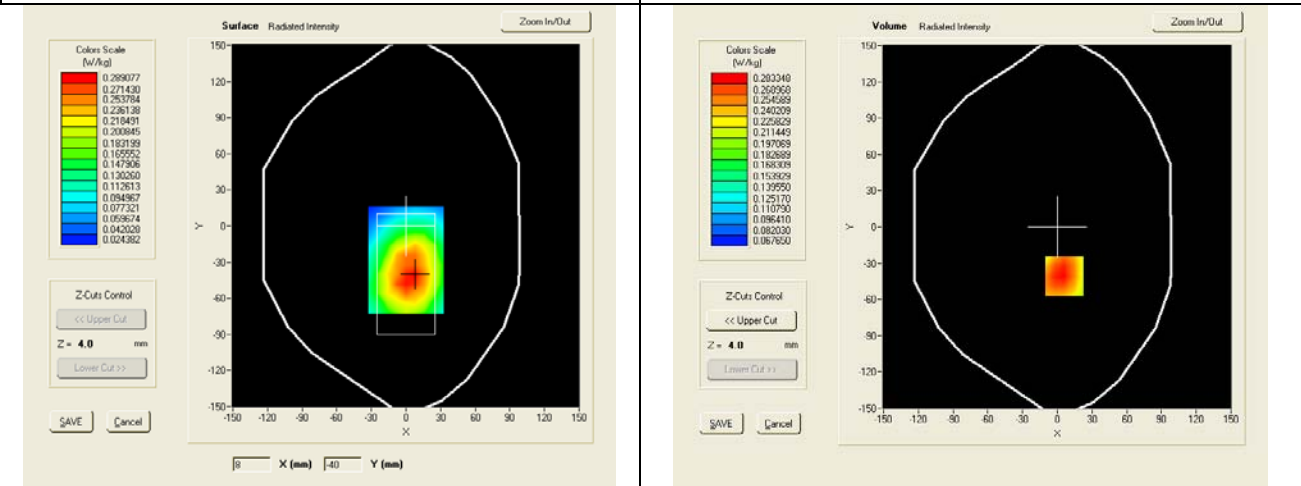 Surface Radiated Intensity
Zoom In/Out
Colors Scale
(W/kg)
0.289077
0.271430
0.253784
0.236138
0.218491
0.200845
0.183199
0.165552
0.147906
0.130260
0.112613
0.094967
0.077321
0.059674
0.042028
0.024382
150
120
90
60
30
0
-30
-60
-90
-120
-150
Y
-150 -120 -90 -60 -30 0 30 60 90 120 150
X
Z-Cuts Control
<< Upper Cut
Z = 4.0 mm
Lower Cut >>
SAVE Cancel
8 X (mm) -40 Y (mm)
Volume Radiated Intensity
Zoom In/Out
Colors Scale
(W/kg)
0.283348
0.268968
0.254589
0.240209
0.225829
0.211449
0.197069
0.182689
0.168309
0.153929
0.139550
0.125170
0.110790
0.096410
0.082030
0.067650
150
120
90
60
30
0
-30
-60
-90
-120
-150
Y
-150 -120 -90 -60 -30 0 30 60 90 120 150
X
Z-Cuts Control
<< Upper Cut
Z = 4.0 mm
Lower Cut >>
SAVE Cancel